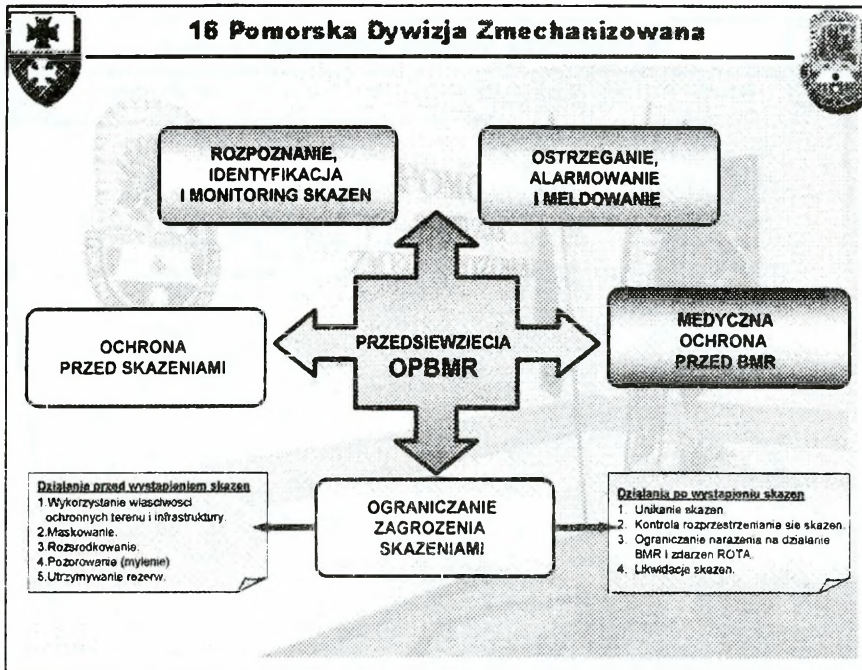 16 Pomorska Dywizja Zmechanizowana
ROZPOZNANIE,
IDENTYFIKACJA
I MONITORING SKAZEN
OSTRZEGANIE,
ALARMOWANIE
I MELDOWANIE
OCHRONA
PRZED SKAZENIAMI
PRZEDSIEWZIECIA
OPBMR
MEDYCZNA
OCHRONA
PRZED BMR
Dzialanie przed wystapieniem skazen
1.Wykorzystanie wlasciwosci
ochronnych terenu i infrastruktury.
2.Maskowanie.
3.Rozsrodkowanie.
4.Pozorowanie (mylenie)
5.Utrzymywanie rezerw.
OGRANICZANIE
ZAGROZENIA
SKAZENIAMI
Dzialania po wystapieniu skazen
1. Unikanie skazen.
2. Kontrola rozprzestrzeniania sie skazen.
3. Ograniczanie narazenia na dzialanie
BMR i zdarzen ROTA.
4. Likwidacje skazen.